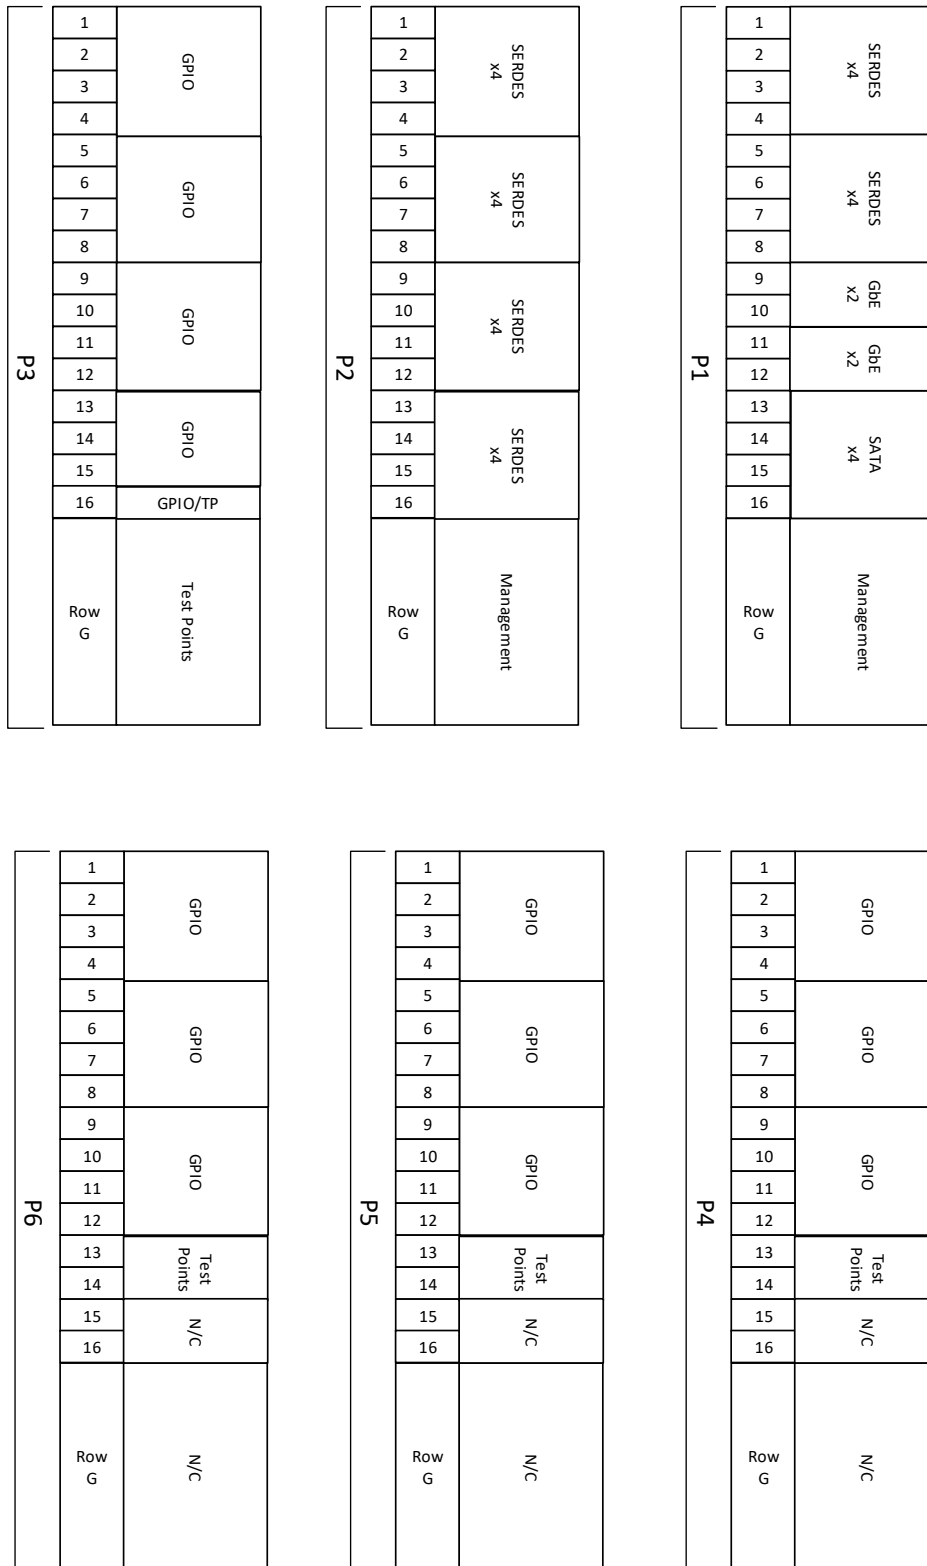 P3
1
2
3
4
5
6
7
8
9
10
11
12
13
14
15
16
Row
G
GPIO
GPIO
GPIO
GPIO
GPIO/TP
Test Points
P2
1
2
3
4
5
6
7
8
9
10
11
12
13
14
15
16
Row
G
SERDES
x4
SERDES
x4
SERDES
x4
SERDES
x4
Management
P1
1
2
3
4
5
6
7
8
9
10
11
12
13
14
15
16
Row
G
SERDES
x4
SERDES
x4
GbE
x2
GbE
x2
SATA
x4
Management
P6
1
2
3
4
5
6
7
8
9
10
11
12
13
14
15
16
Row
G
GPIO
GPIO
GPIO
Test
Points
N/C
N/C
P5
1
2
3
4
5
6
7
8
9
10
11
12
13
14
15
16
Row
G
GPIO
GPIO
GPIO
Test
Points
N/C
N/C
P4
1
2
3
4
5
6
7
8
9
10
11
12
13
14
15
16
Row
G
GPIO
GPIO
GPIO
Test
Points
N/C
N/C